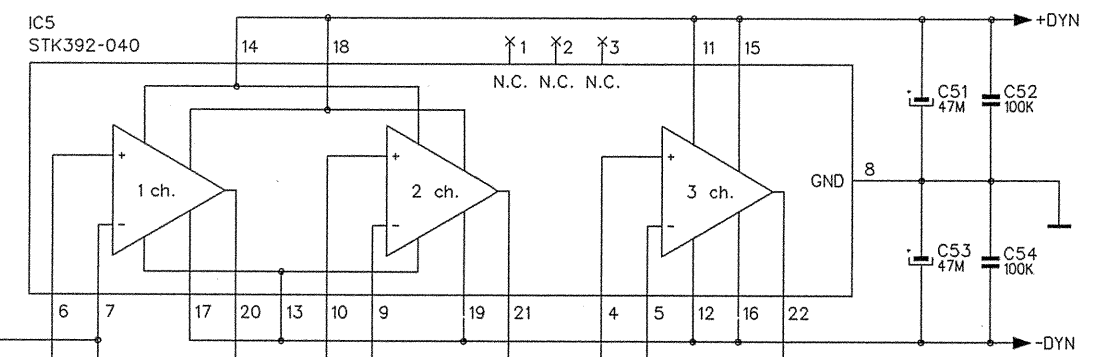 IC5
STK392-040
14
18
1
2
3
11
15
+DYN
N.C. N.C. N.C.
C51
47M
C52
100K
+
+
+
1 ch.
2 ch.
3 ch.
GND
8
-
-
-
C53
47M
C54
100K
6
7
17
20
13
10
9
19
21
4
5
12
16
22
-DYN